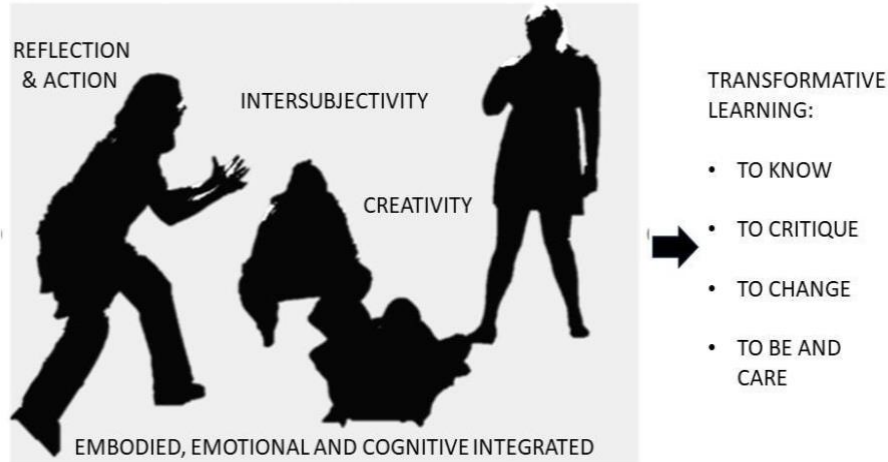 REFLECTION
& ACTION
INTERSUBJECTIVITY
CREATIVITY
EMBODIED, EMOTIONAL AND COGNITIVE INTEGRATED
TRANSFORMATIVE
LEARNING:
• TO KNOW
• TO CRITIQUE
• TO CHANGE
• TO BE AND
CARE